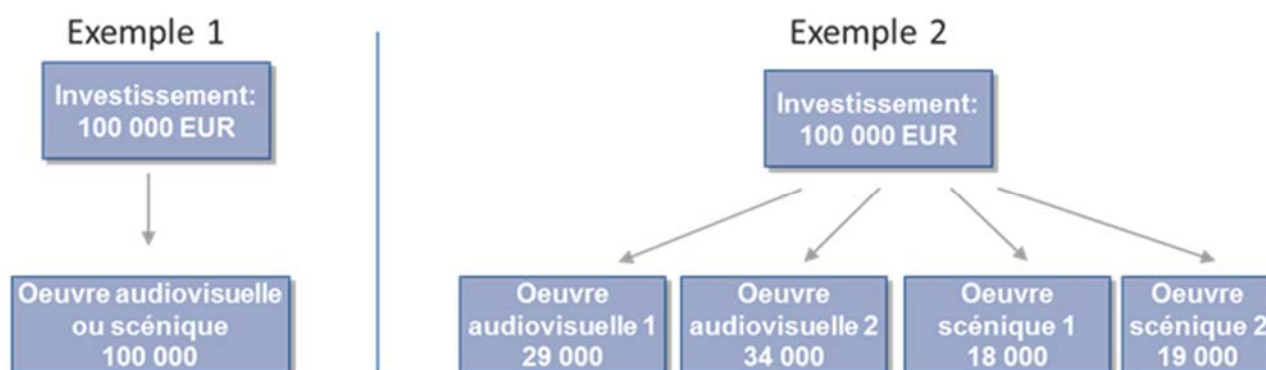 Exemple 1
Investissement:
100 000 EUR
Oeuvre audiovisuelle
ou scénique
100 000
Exemple 2
Investissement:
100 000 EUR
Oeuvre
audiovisuelle 1
29 000
Oeuvre
audiovisuelle 2
34 000
Oeuvre
scénique 1
18 000
Oeuvre
scénique 2
19 000